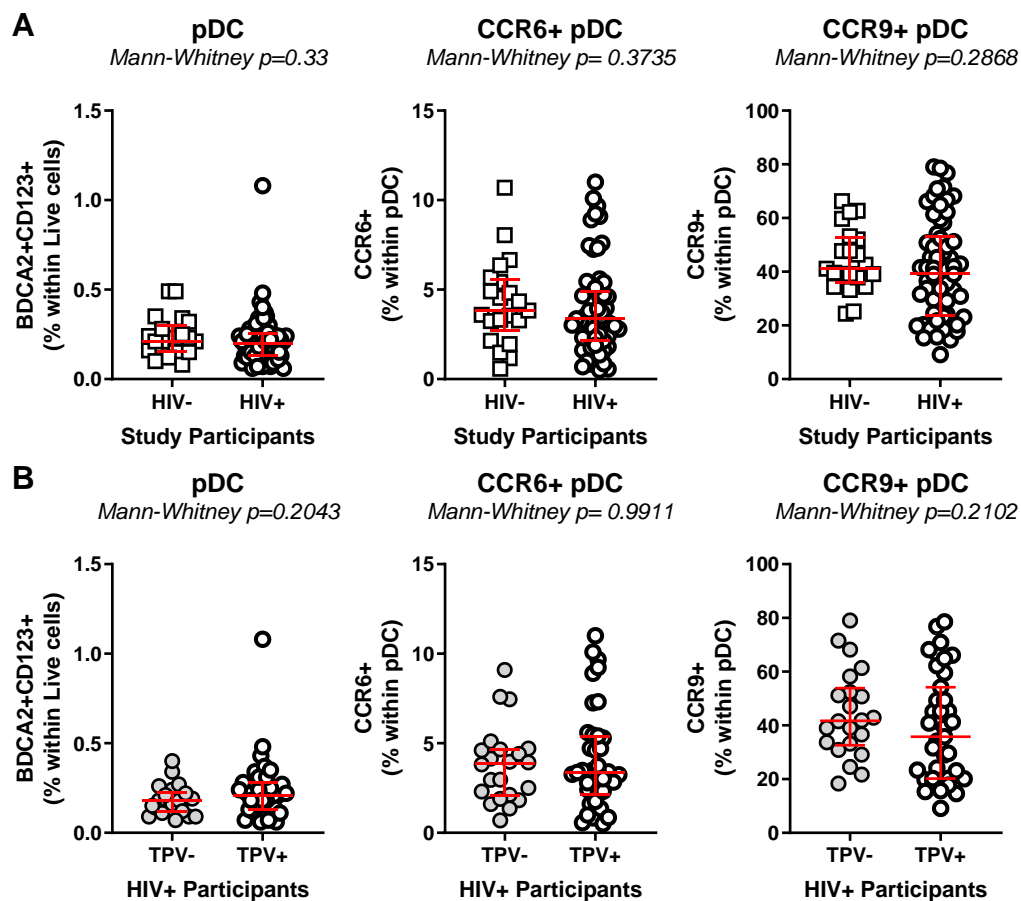 A
pDC
Mann-Whitney p=0.33
BDCA2+CD123+
(% within Live cells)
1.5
1.0
0.5
0.0
HIV- HIV+
Study Participants
CCR6+ pDC
Mann-Whitney p= 0.3735
CCR6+
(% within pDC)
15
10
5
0
HIV- HIV+
Study Participants
CCR9+ pDC
Mann-Whitney p=0.2868
CCR9+
(% within pDC)
100
80
60
40
20
0
HIV- HIV+
Study Participants
B
pDC
Mann-Whitney p=0.2043
BDCA2+CD123+
(% within Live cells)
1.5
1.0
0.5
0.0
TPV- TPV+
HIV+ Participants
CCR6+ pDC
Mann-Whitney p= 0.9911
CCR6+
(% within pDC)
15
10
5
0
TPV- TPV+
HIV+ Participants
CCR9+ pDC
Mann-Whitney p=0.2102
CCR9+
(% within pDC)
100
80
60
40
20
0
TPV- TPV+
HIV+ Participants